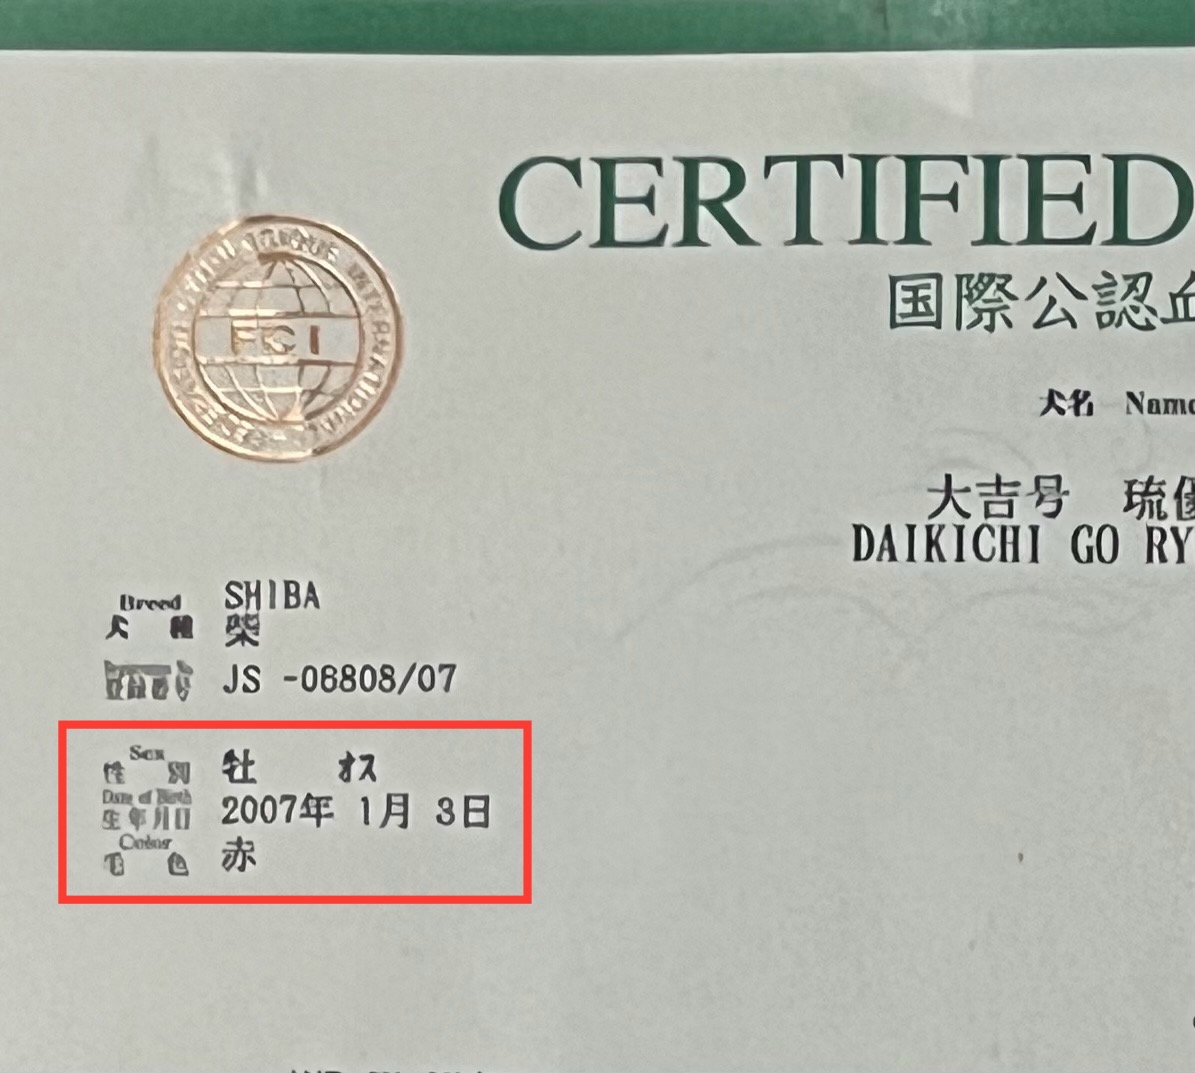 CERTIFIED
国際公認血
犬名 Name
FCI
大吉号 琉優
DAIKICHI GO RY
Breed SHIBA
犬種 柴
JS -06808/07
Sex
性別 牡 オス
Date of Birth
生年月日 2007年 1月 3日
Color
毛色 赤